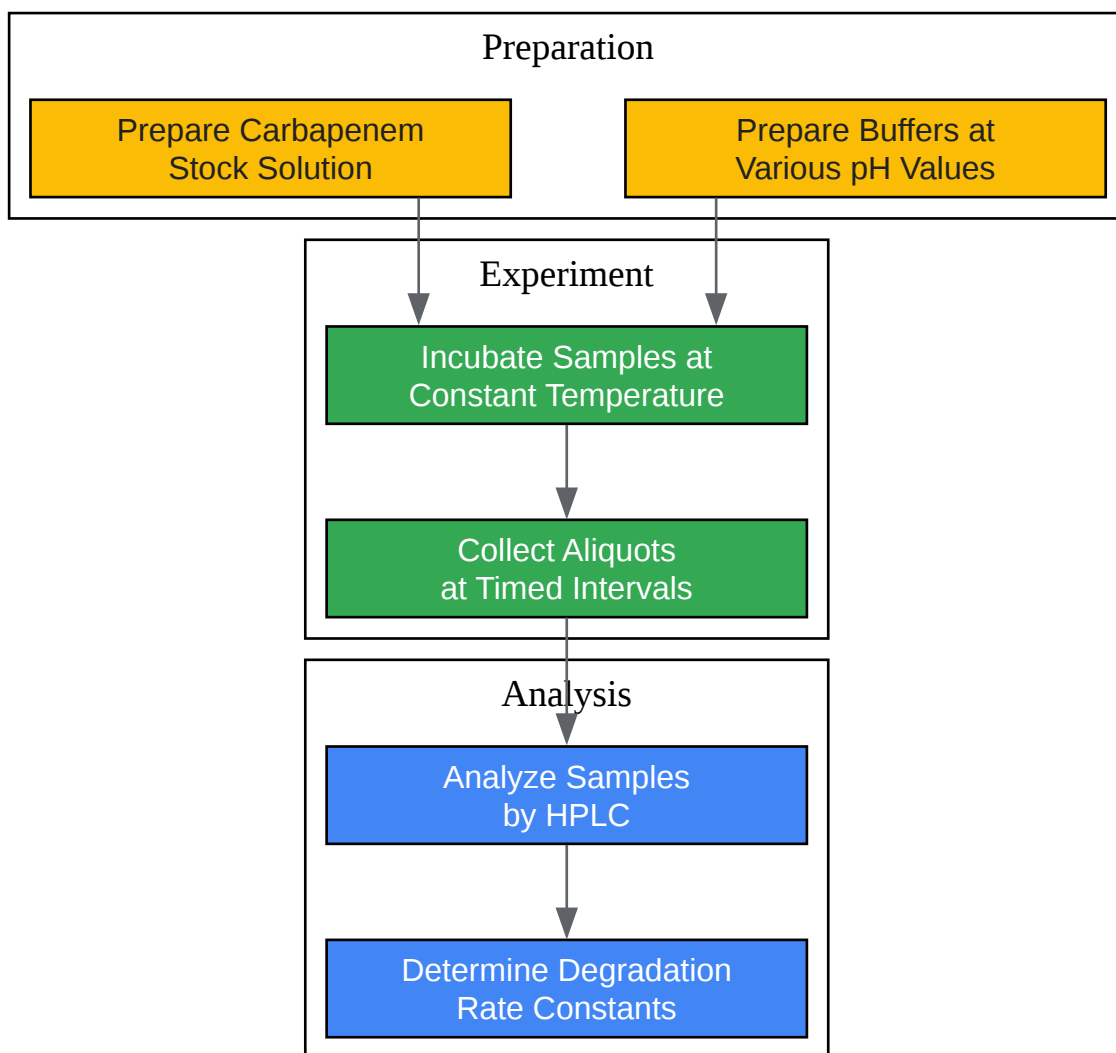 Preparation
Prepare Carbapenem
Stock Solution
Prepare Buffers at
Various pH Values
Experiment
Incubate Samples at
Constant Temperature
Collect Aliquots
at Timed Intervals
Analysis
Analyze Samples
by HPLC
Determine Degradation
Rate Constants